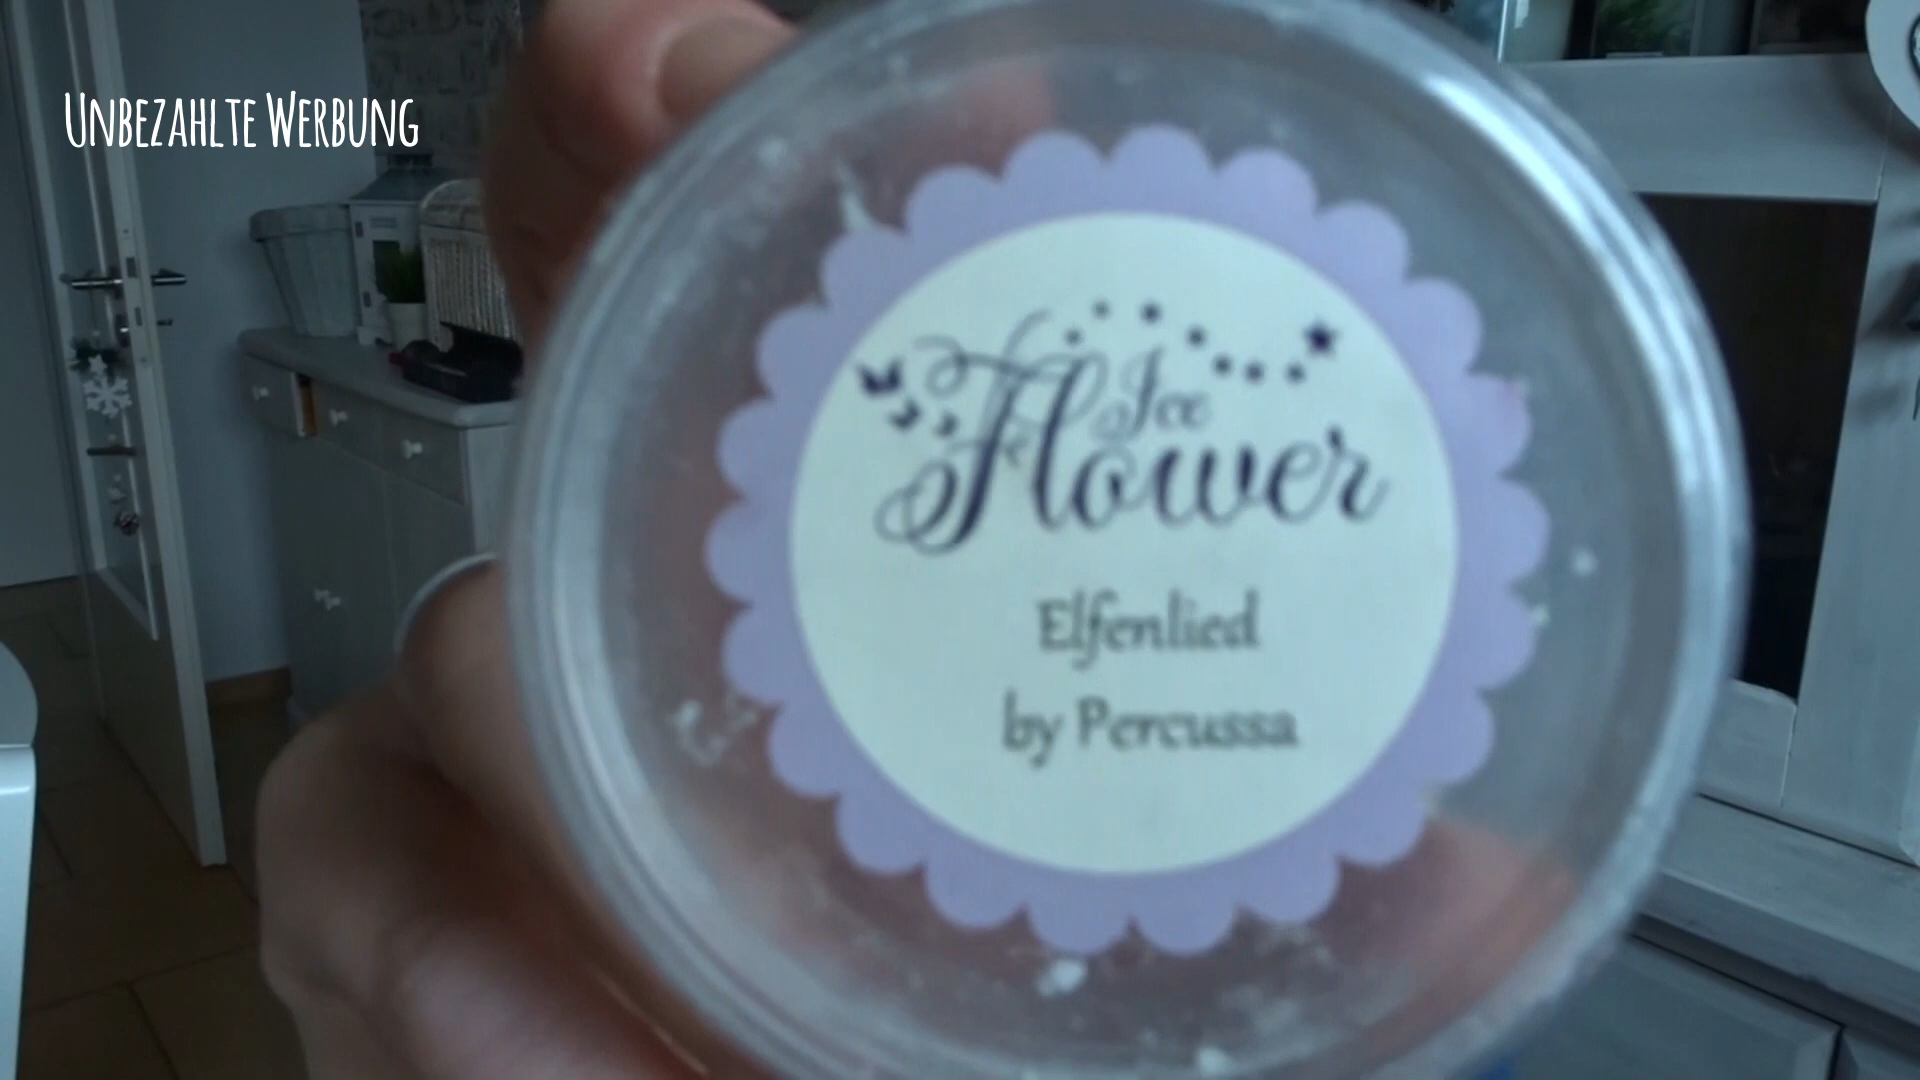 UNBEZAHLTE WERBUNG
Ice
Flower
Elfenlied
by Percussa